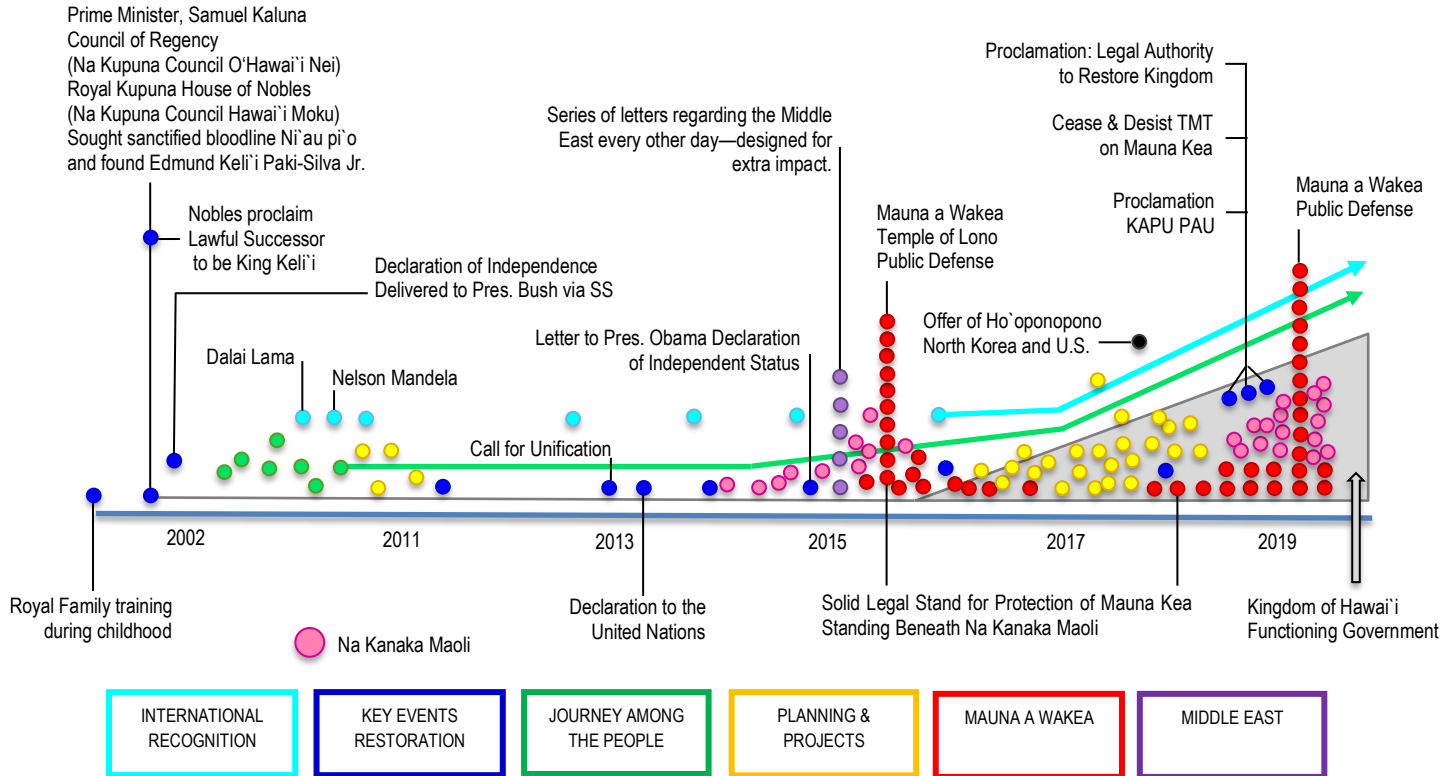 Prime Minister, Samuel Kaluna
Council of Regency
(Na Kupuna Council O‘Hawai`i Nei)
Royal Kupuna House of Nobles
(Na Kupuna Council Hawai`i Moku)
Sought sanctified bloodline Ni`au pi`o
and found Edmund Keli`i Paki-Silva Jr.
Nobles proclaim
Lawful Successor
to be King Keli`i
Declaration of Independence
Delivered to Pres. Bush via SS
Dalai Lama
Nelson Mandela
Series of letters regarding the Middle
East every other day—designed for
extra impact.
Letter to Pres. Obama Declaration
of Independent Status
Call for Unification
Mauna a Wakea
Temple of Lono
Public Defense
Offer of Ho`oponopono
North Korea and U.S.
Proclamation: Legal Authority
to Restore Kingdom
Cease & Desist TMT
on Mauna Kea
Proclamation
KAPU PAU
Mauna a Wakea
Public Defense
2002
2011
2013
2015
2017
2019
Royal Family training
during childhood
Na Kanaka Maoli
Declaration to the
United Nations
Solid Legal Stand for Protection of Mauna Kea
Standing Beneath Na Kanaka Maoli
Kingdom of Hawai`i
Functioning Government
INTERNATIONAL
RECOGNITION
KEY EVENTS
RESTORATION
JOURNEY AMONG
THE PEOPLE
PLANNING &
PROJECTS
MAUNA A WAKEA
MIDDLE EAST